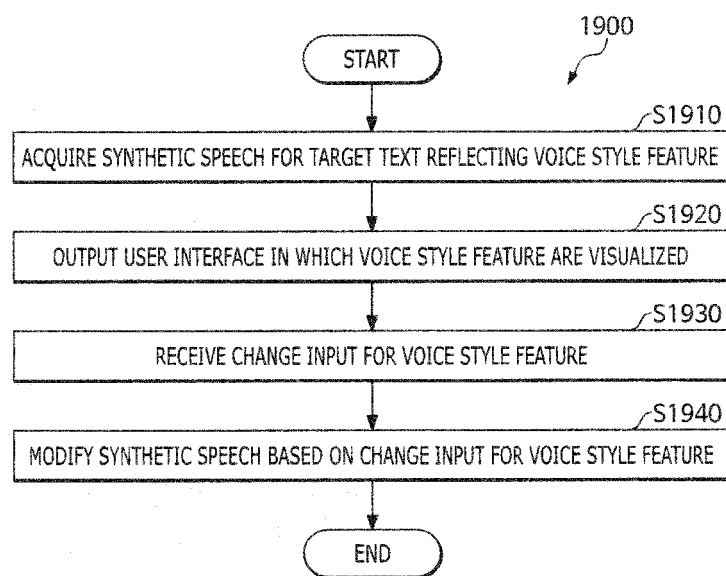 1900
START
S1910
ACQUIRE SYNTHETIC SPEECH FOR TARGET TEXT REFLECTING VOICE STYLE FEATURE
S1920
OUTPUT USER INTERFACE IN WHICH VOICE STYLE FEATURE ARE VISUALIZED
S1930
RECEIVE CHANGE INPUT FOR VOICE STYLE FEATURE
S1940
MODIFY SYNTHETIC SPEECH BASED ON CHANGE INPUT FOR VOICE STYLE FEATURE
END